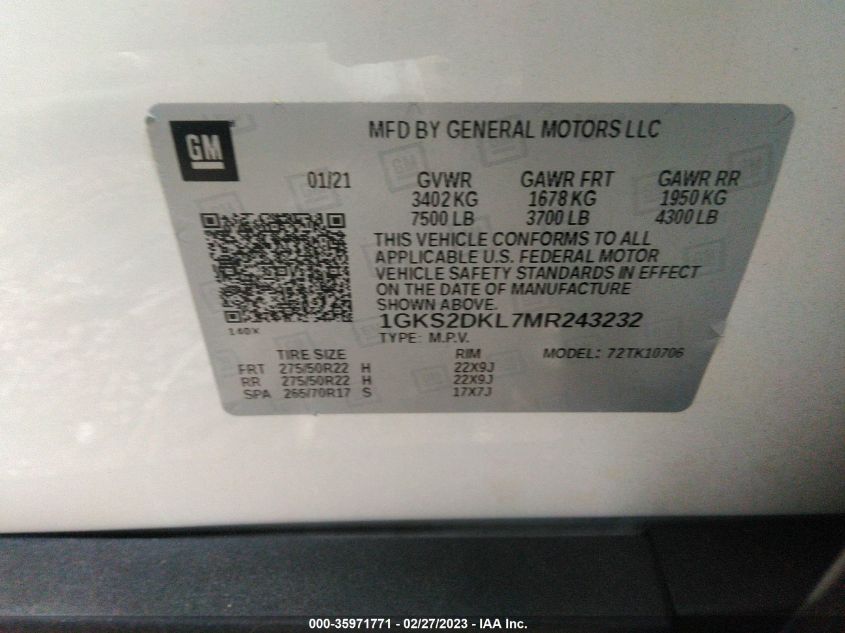 GM
MFD BY GENERAL MOTORS LLC
01/21 GVWR GAWR FRT GAWR RR
3402 KG 1678 KG 1950 KG
7500 LB 3700 LB 4300 LB
THIS VEHICLE CONFORMS TO ALL
APPLICABLE U.S. FEDERAL MOTOR
VEHICLE SAFETY STANDARDS IN EFFECT
ON THE DATE OF MANUFACTURE
SHOWN ABOVE.
1GKS2DKL7MR243232
140X
TYPE: M.P.V.
TIRE SIZE RIM MODEL: 72TK10706
FRT 275/50R22 H 22X9J
RR 275/50R22 H 22X9J
SPA 265/70R17 S 17X7J
000-35971771 - 02/27/2023 - IAA Inc.